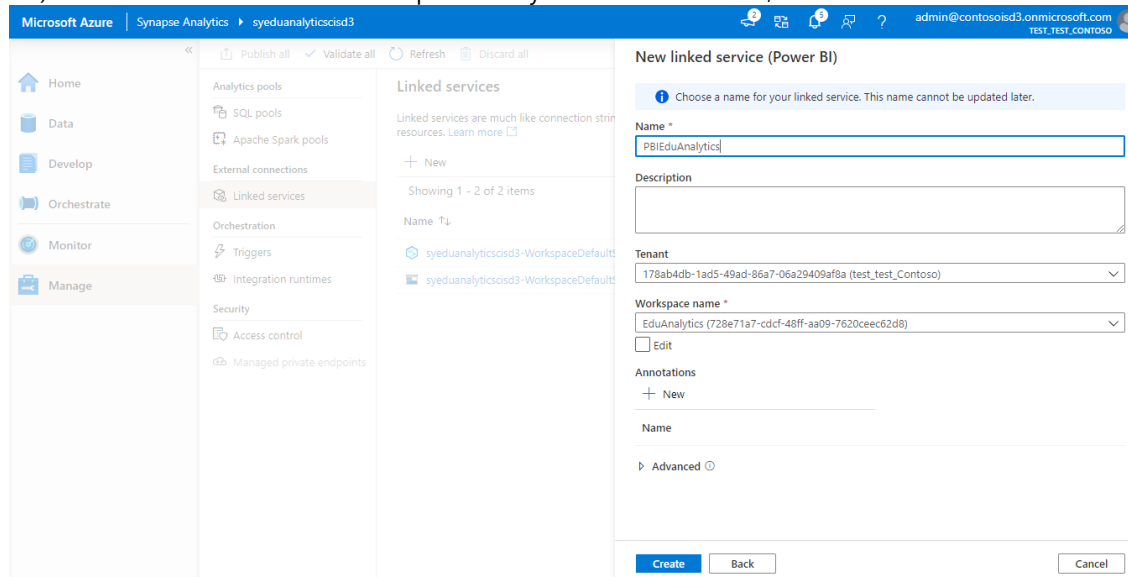 Microsoft Azure Synapse Analytics syeduanalyticscisd3 2 5 ? admin@contosoisd3.onmicrosoft.com
TEST_TEST_CONTOSO
«
Home
Data
Develop
Orchestrate
Monitor
Manage
Publish all Validate all Refresh Discard all
Analytics pools
SQL pools
Apache Spark pools
External connections
Linked services
Orchestration
Triggers
Integration runtimes
Security
Access control
Managed private endpoints
Linked services
Linked services are much like connection strin
resources. Learn more
+ New
Showing 1 - 2 of 2 items
Name ↑↓
syeduanalyticscisd3-WorkspaceDefaultS
syeduanalyticscisd3-WorkspaceDefaultS
New linked service (Power BI)
Choose a name for your linked service. This name cannot be updated later.
Name *
PBIEduAnalytics
Description
Tenant
178ab4db-1ad5-49ad-86a7-06a29409af8a (test_test_Contoso)
Workspace name *
EduAnalytics (728e71a7-cdcf-48ff-aa09-7620ceec62d8)
Edit
Annotations
+ New
Name
Advanced
Create Back Cancel